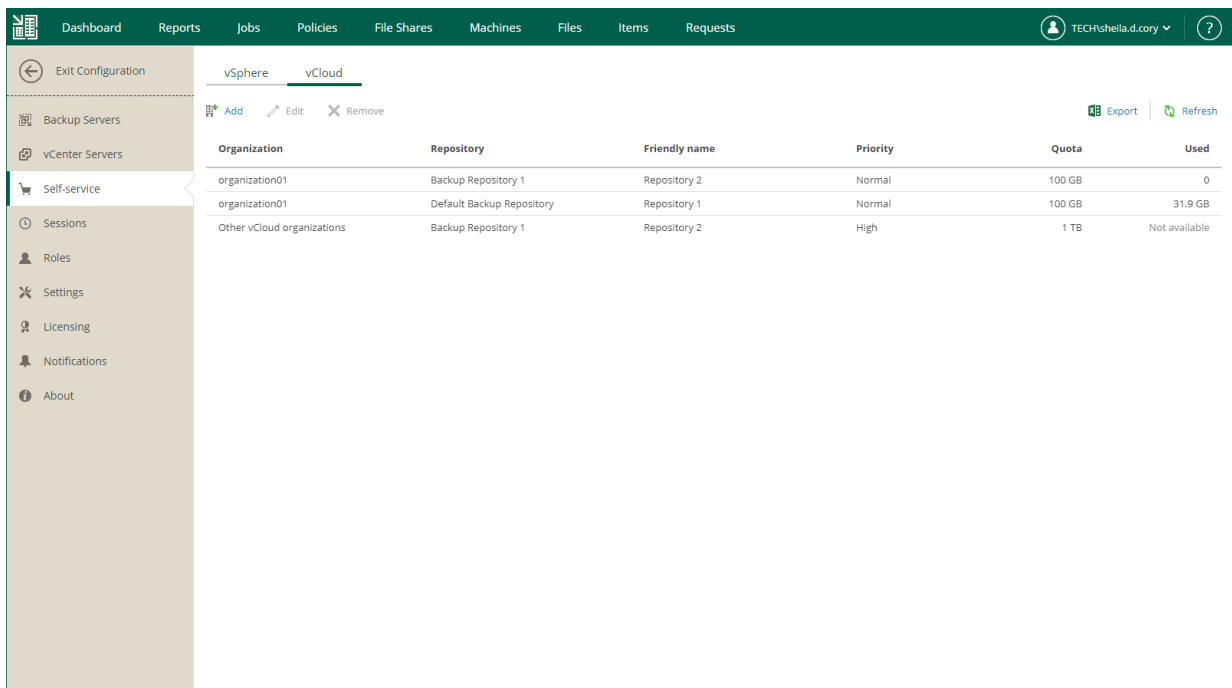 Dashboard Reports Jobs Policies File Shares Machines Files Items Requests TECH\sheila.d.cory ?
Exit Configuration
Backup Servers
vCenter Servers
Self-service
Sessions
Roles
Settings
Licensing
Notifications
About
vSphere vCloud
Add Edit Remove Export Refresh
Organization Repository Friendly name Priority Quota Used
organization01 Backup Repository 1 Repository 2 Normal 100 GB 0
organization01 Default Backup Repository Repository 1 Normal 100 GB 31.9 GB
Other vCloud organizations Backup Repository 1 Repository 2 High 1 TB Not available